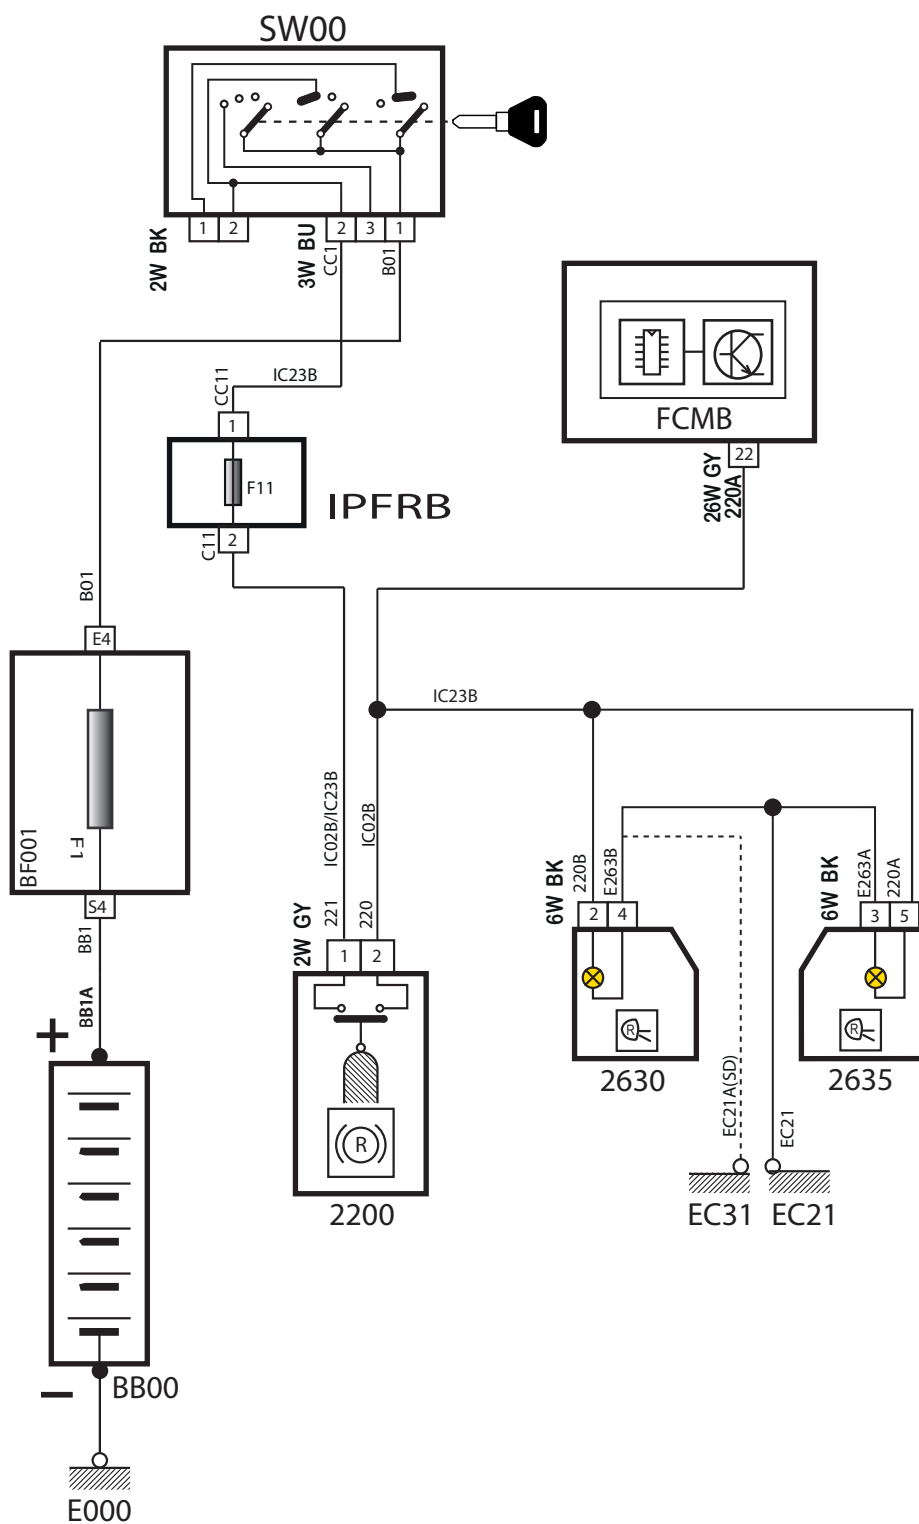 SW00
1
2
2
3
1
2W BK
3W BU
CC1
B01
CC11
IC23B
1
F11
IPFRB
C11
2
FCMB
22
26W GY
220A
B01
E4
BF001
F1
S4
BB1
BB1A
+
BB00
−
E000
IC23B
IC02B/IC23B
IC02B
2W GY
221
220
1
2
R
2200
6W BK
220B
E263B
2
4
R
2630
6W BK
E263A
220A
3
5
R
2635
EC21A(SD)
EC21
EC31
EC21